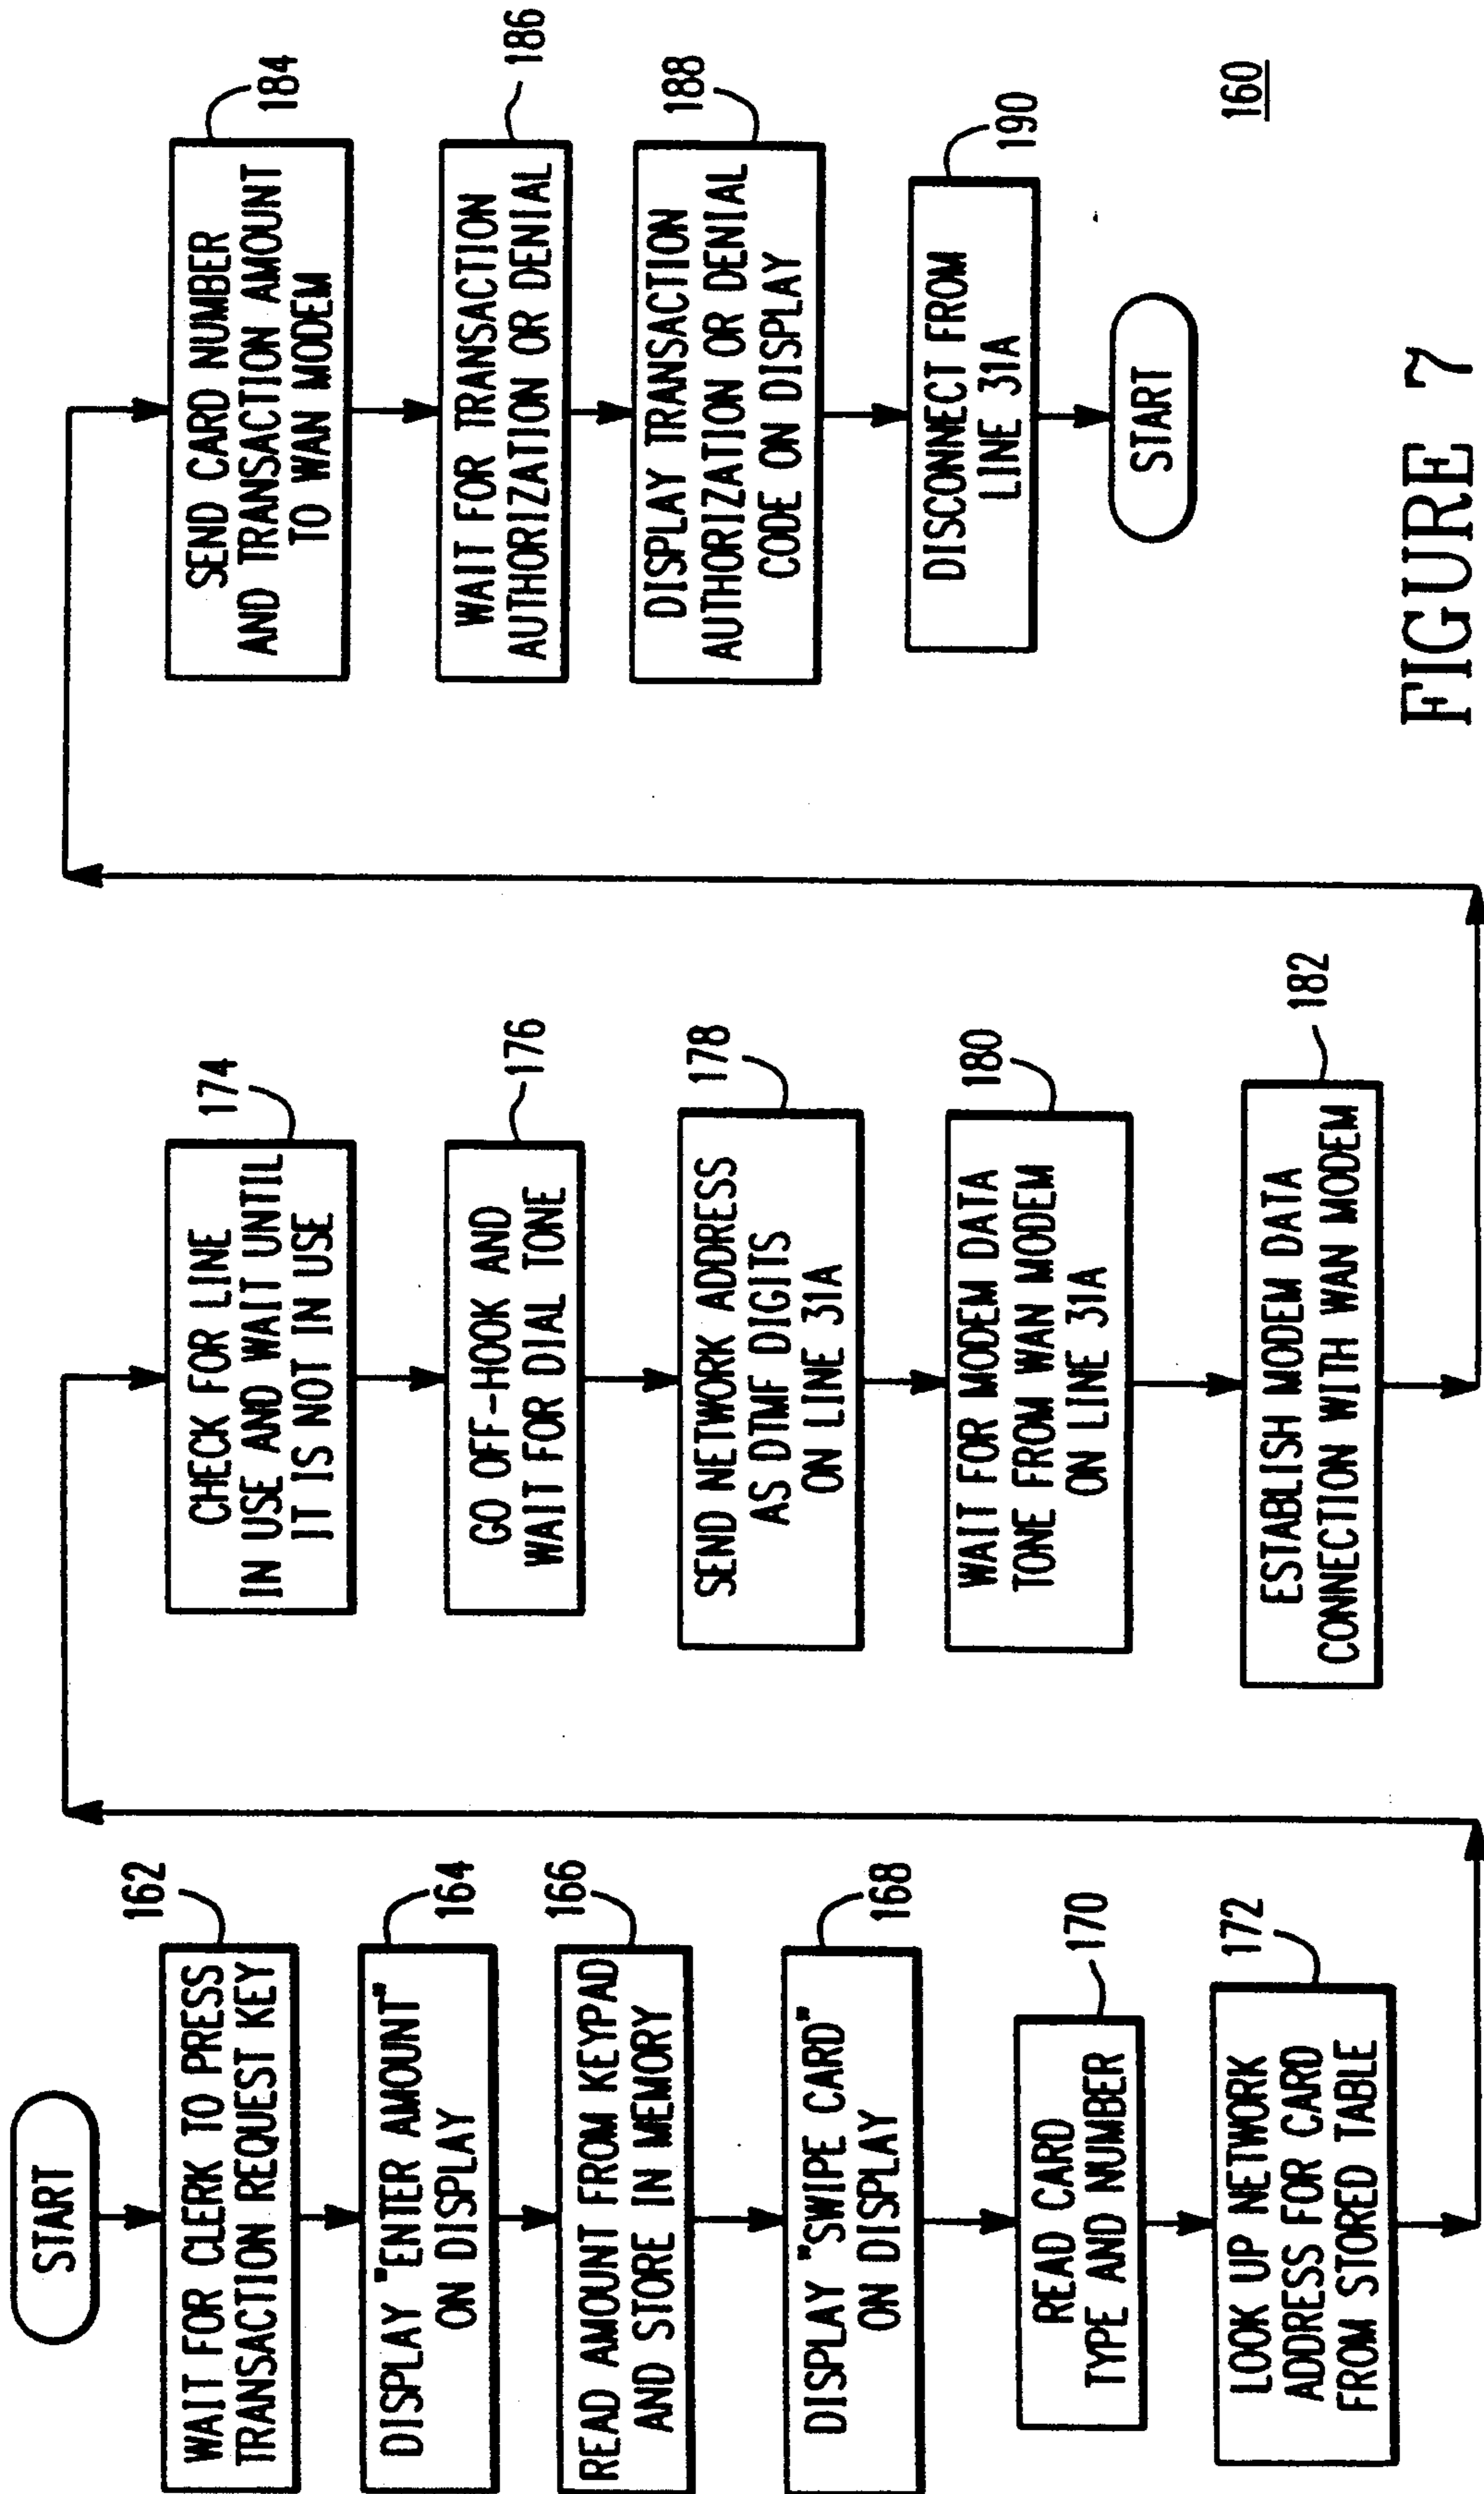 START
WAIT FOR CLERK TO PRESS
TRANSACTION REQUEST KEY
162
DISPLAY "ENTER AMOUNT"
ON DISPLAY
164
READ AMOUNT FROM KEYPAD
AND STORE IN MEMORY
166
DISPLAY "SWIPE CARD"
ON DISPLAY
168
READ CARD
TYPE AND NUMBER
170
LOOK UP NETWORK
ADDRESS FOR CARD
FROM STORED TABLE
172
CHECK FOR LINE
IN USE AND WAIT UNTIL
IT IS NOT IN USE
174
GO OFF-HOOK AND
WAIT FOR DIAL TONE
176
SEND NETWORK ADDRESS
AS DTMF DIGITS
ON LINE 31A
178
WAIT FOR MODEM DATA
TONE FROM WAN MODEM
ON LINE 31A
180
ESTABLISH MODEM DATA
CONNECTION WITH WAN MODEM
182
SEND CARD NUMBER
AND TRANSACTION AMOUNT
TO WAN MODEM
184
WAIT FOR TRANSACTION
AUTHORIZATION OR DENIAL
186
DISPLAY TRANSACTION
AUTHORIZATION OR DENIAL
CODE ON DISPLAY
188
DISCONNECT FROM
LINE 31A
190
START
160
FIGURE 7